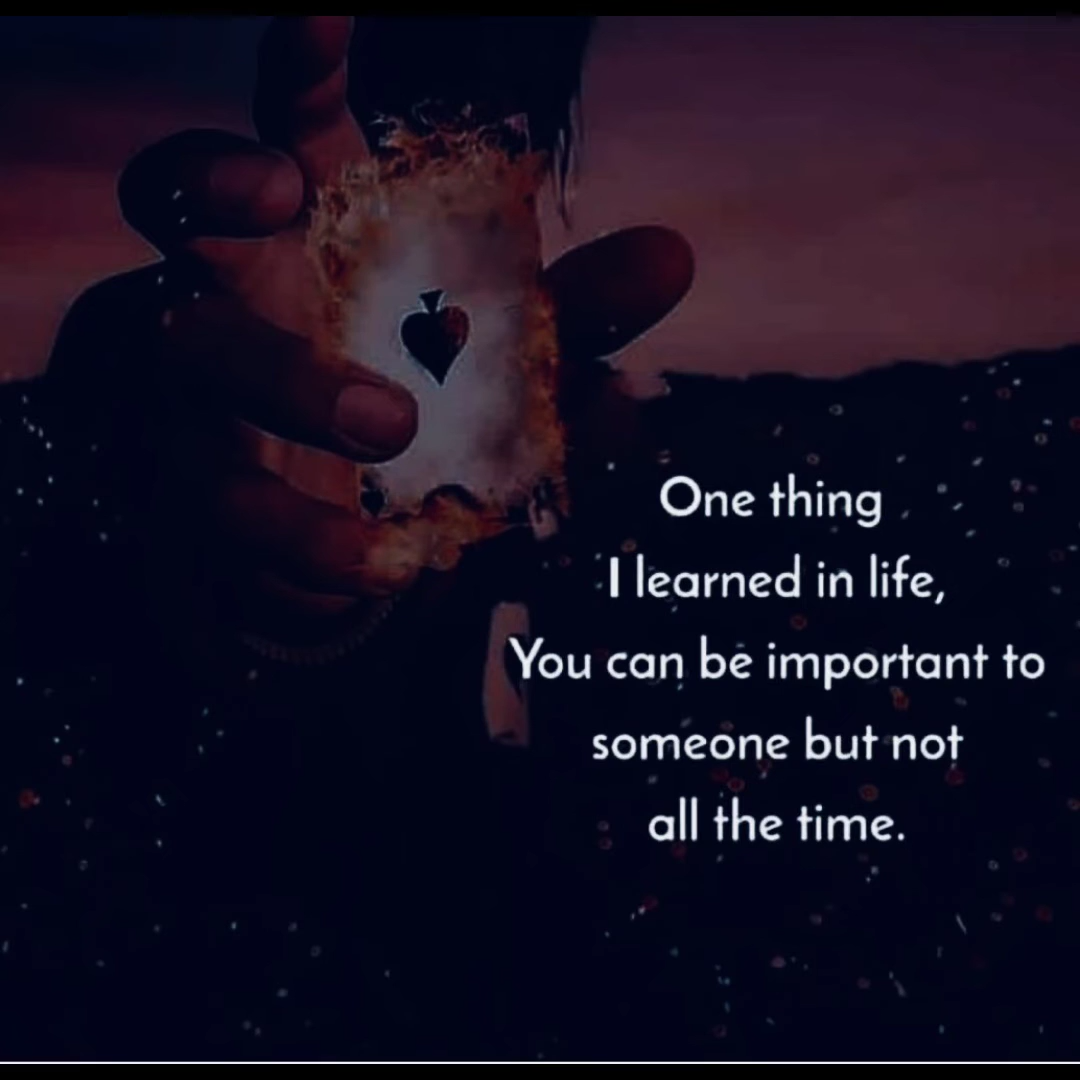 One thing
I learned in life,
You can be important to
someone but not
all the time.